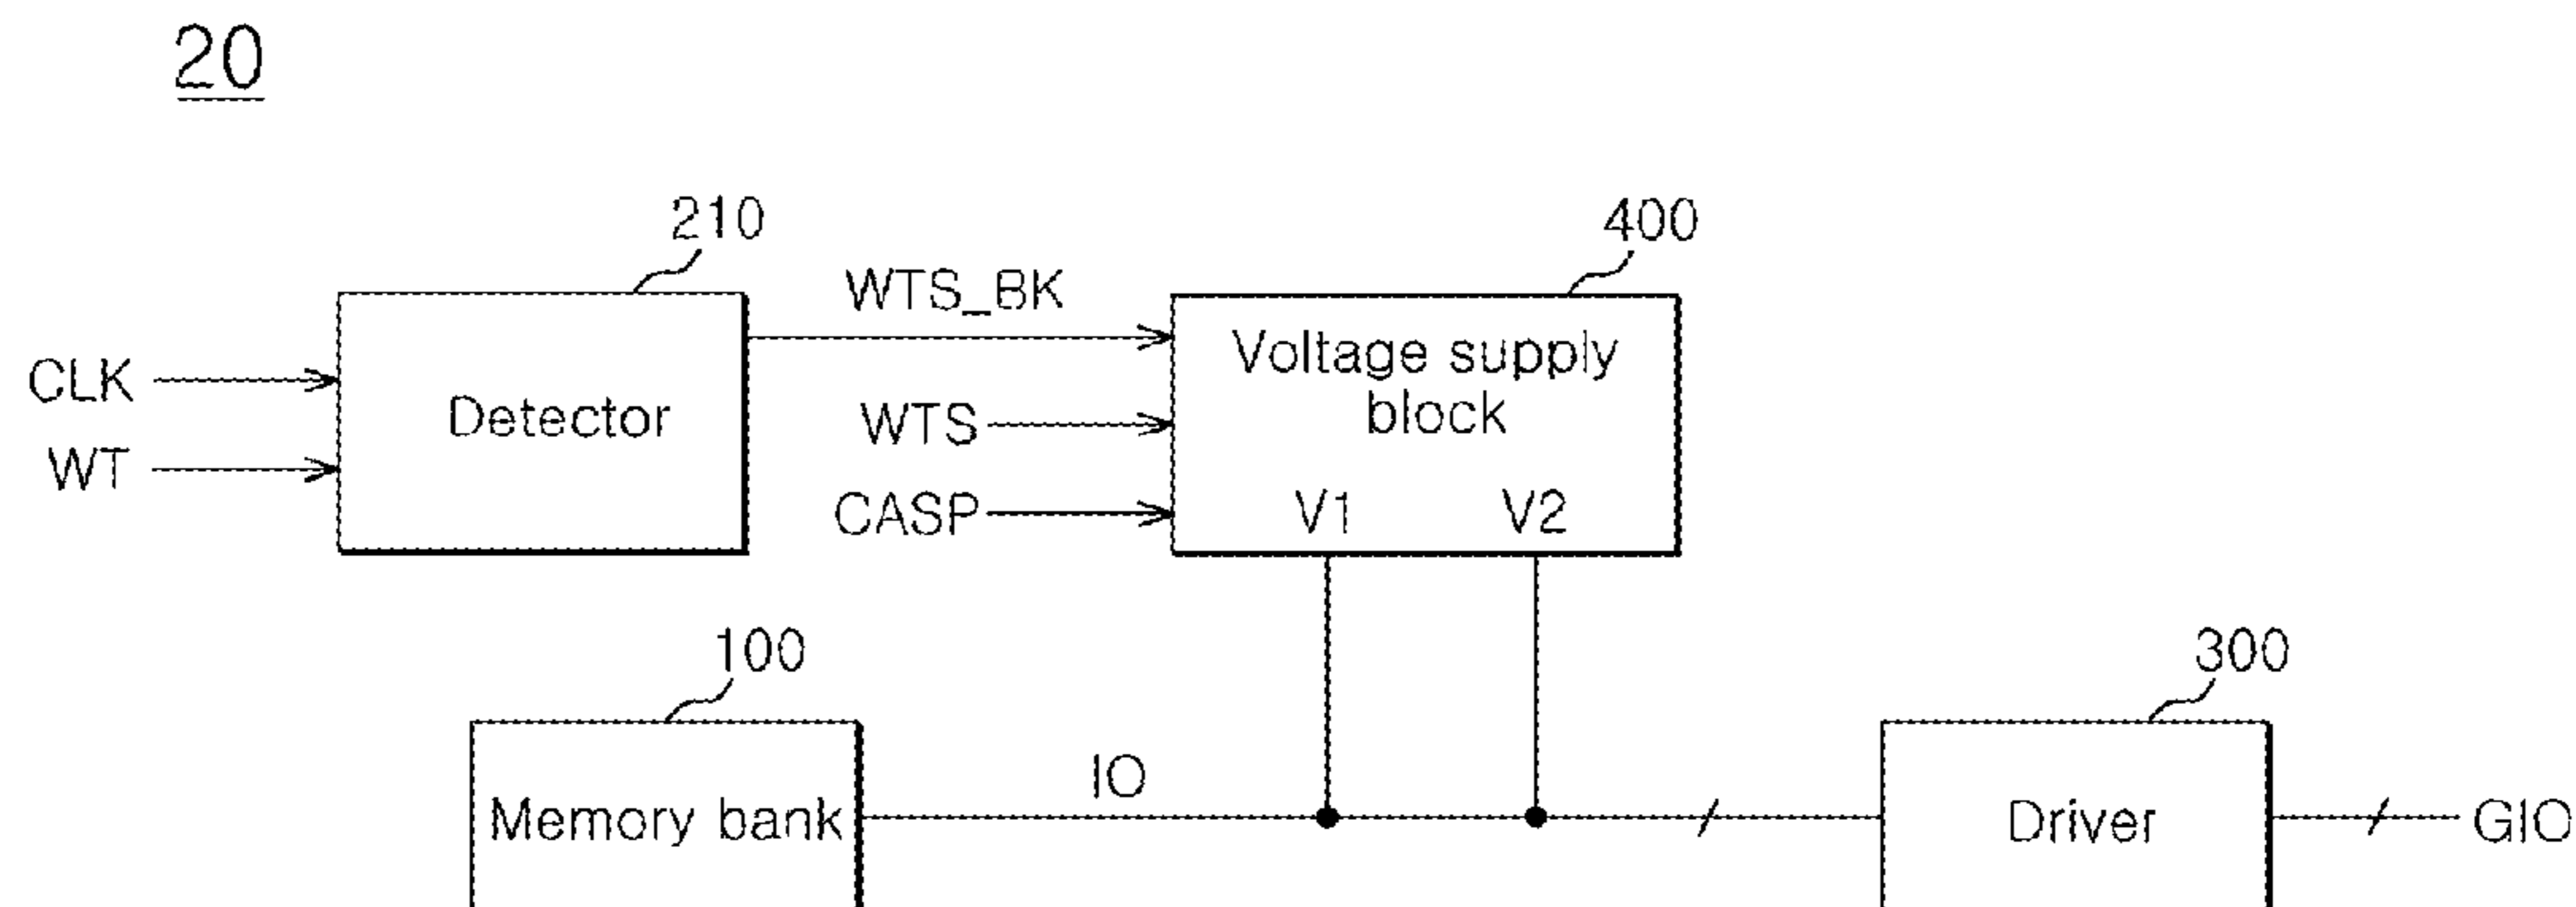 20
210
400
WTS_BK
Voltage supply
block
CLK
Detector
WTS
WT
CASP
V1
V2
100
300
IO
Memory bank
Driver
GIO